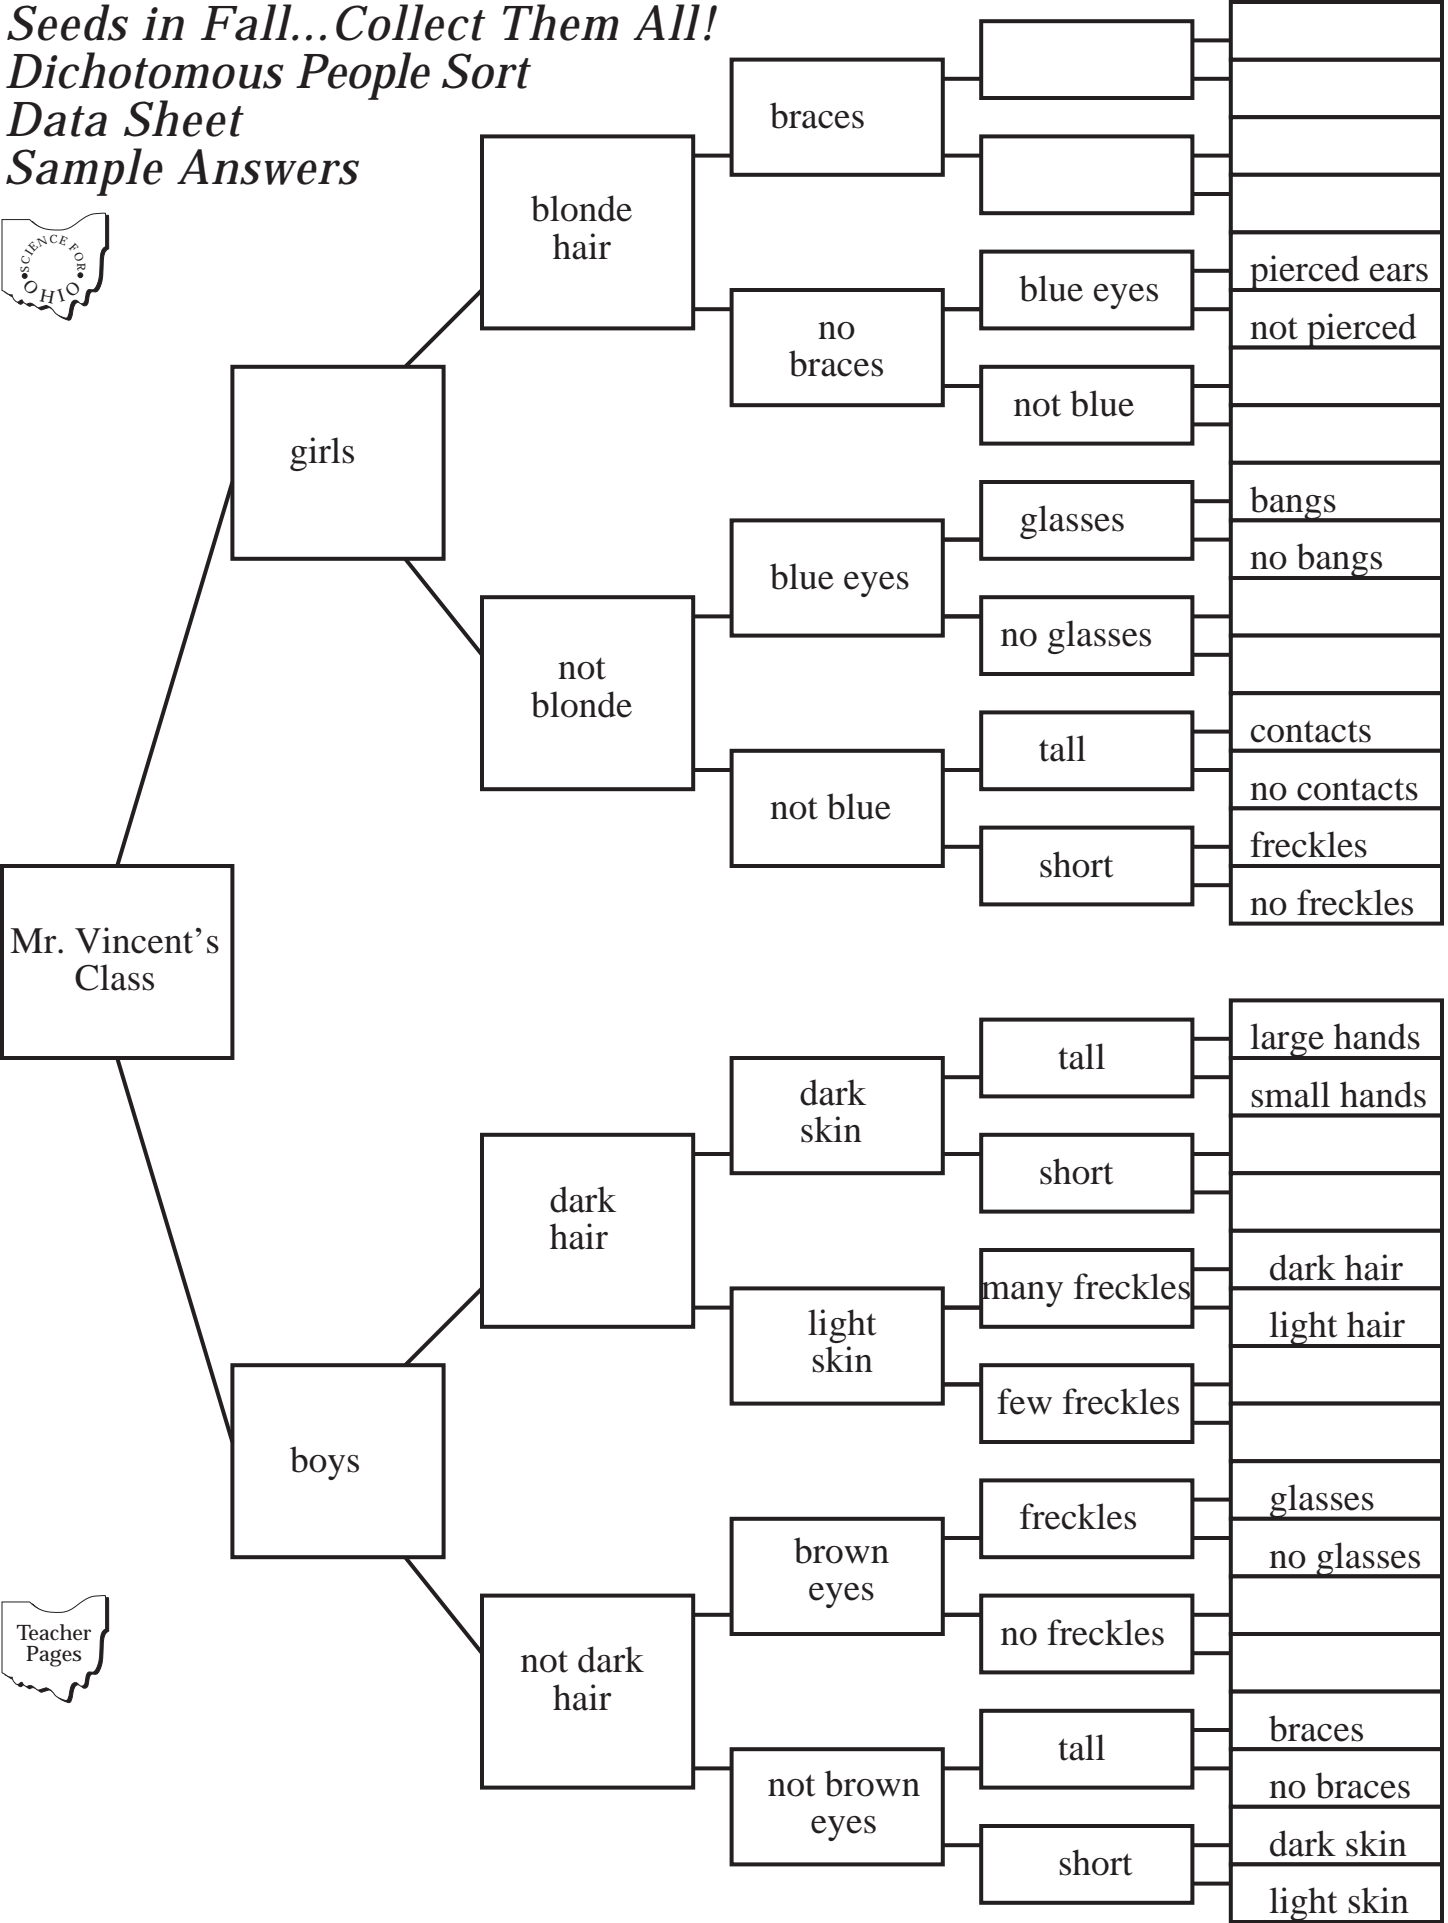 Seeds in Fall...Collect Them All!
Dichotomous People Sort
Data Sheet
Sample Answers
SCIENCE FOR
OHIO
Mr. Vincent’s
Class
girls
blonde
hair
braces
no
braces
blue eyes
pierced ears
not pierced
not blue
not
blonde
blue eyes
glasses
bangs
no bangs
no glasses
not blue
tall
contacts
no contacts
short
freckles
no freckles
boys
dark
hair
dark
skin
tall
large hands
small hands
short
light
skin
many freckles
dark hair
light hair
few freckles
not dark
hair
brown
eyes
freckles
glasses
no glasses
no freckles
not brown
eyes
tall
braces
no braces
short
dark skin
light skin
Teacher
Pages